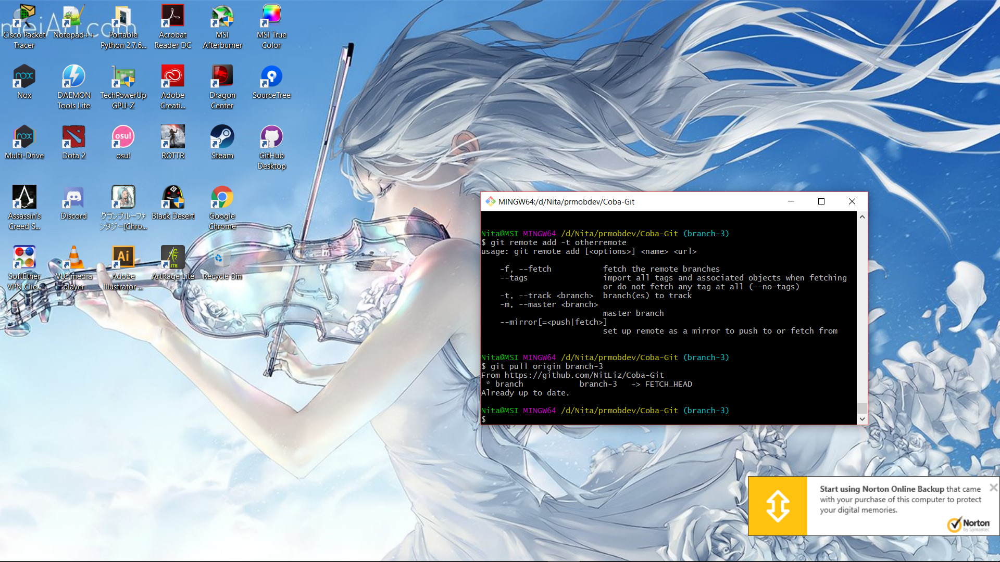 meiArt.com
Cisco Packet
Tracer
Notepad++
Portable
Python 2.7.6...
Acrobat
Reader DC
MSI
Afterburner
MSI True
Color
nox
Nox
DAEMON
Tools Lite
TechPowerUp
GPU-Z
Adobe
Creati...
Dragon
Center
SourceTree
nox
Multi-Drive
Dota 2
osu!
osu!
ROTTR
Steam
GitHub
Desktop
Assassin's
Creed S...
Discord
グランブルーファ
ンタジー[Chro...
Black Desert
Google
Chrome
SoftEther
VPN Clie...
VLC media
player
Ai
Adobe
Illustrator ...
LITE
ArtRage Lite
Recycle Bin
MINGW64:/d/Nita/prmobdev/Coba-Git
Nita@MSI MINGW64 /d/Nita/prmobdev/Coba-Git (branch-3)
$ git remote add -t otherremote
usage: git remote add [<options>] <name> <url>
-f, --fetch fetch the remote branches
--tags import all tags and associated objects when fetching
or do not fetch any tag at all (--no-tags)
-t, --track <branch> branch(es) to track
-m, --master <branch>
master branch
--mirror[=<push|fetch>]
set up remote as a mirror to push to or fetch from
Nita@MSI MINGW64 /d/Nita/prmobdev/Coba-Git (branch-3)
$ git pull origin branch-3
From https://github.com/NitLiz/Coba-Git
* branch branch-3 -> FETCH_HEAD
Already up to date.
Nita@MSI MINGW64 /d/Nita/prmobdev/Coba-Git (branch-3)
$
Start using Norton Online Backup that came
with your purchase of this computer to protect
your digital memories.
Norton
by Symantec